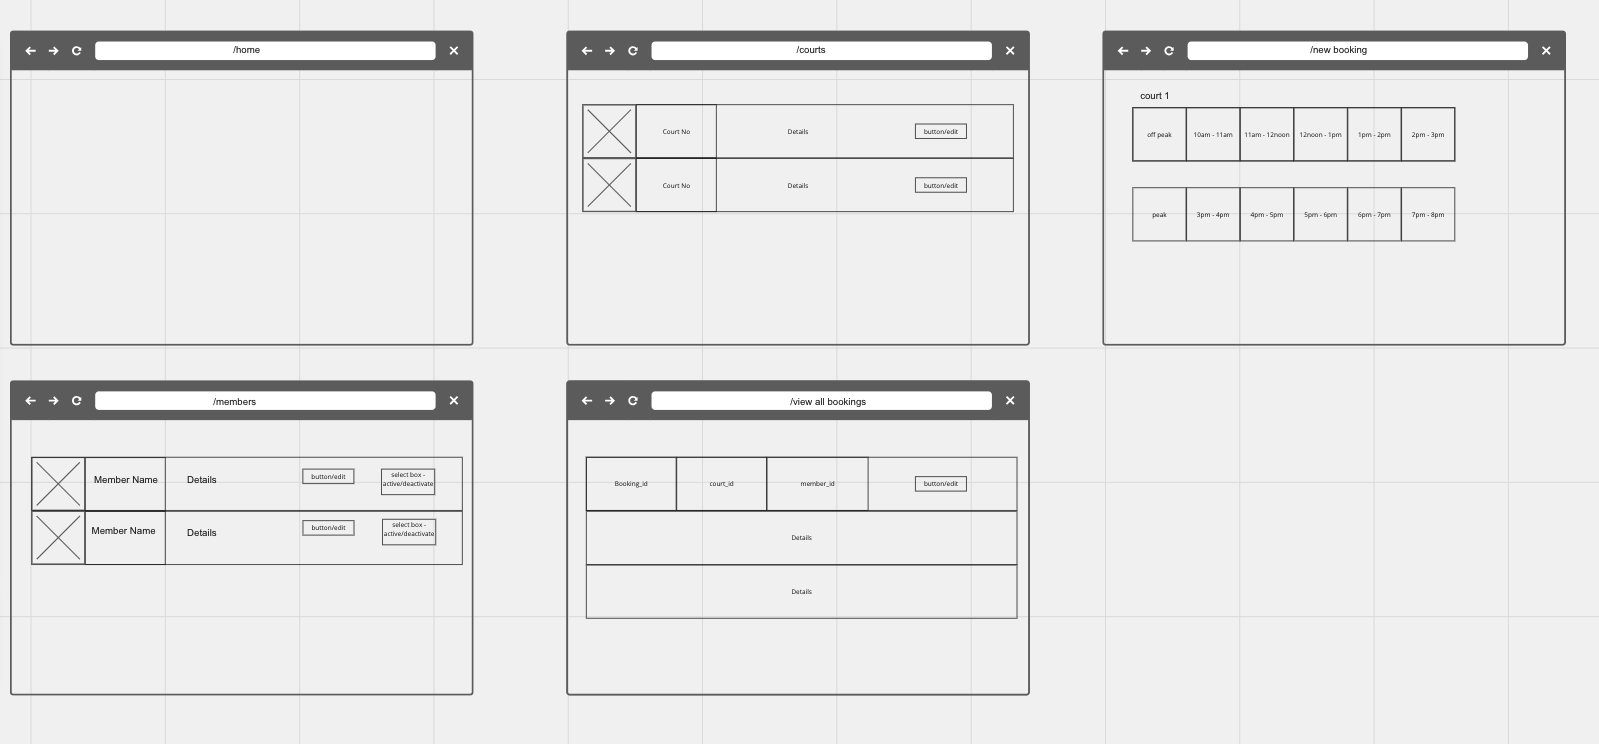 /home
/courts
Court No
Details
button/edit
Court No
Details
button/edit
/new booking
court 1
off peak
10am - 11am
11am - 12noon
12noon - 1pm
1pm - 2pm
2pm - 3pm
peak
3pm - 4pm
4pm - 5pm
5pm - 6pm
6pm - 7pm
7pm - 8pm
/members
Member Name
Details
button/edit
select box -
active/deactivate
Member Name
Details
button/edit
select box -
active/deactivate
/view all bookings
Booking_id
court_id
member_id
button/edit
Details
Details